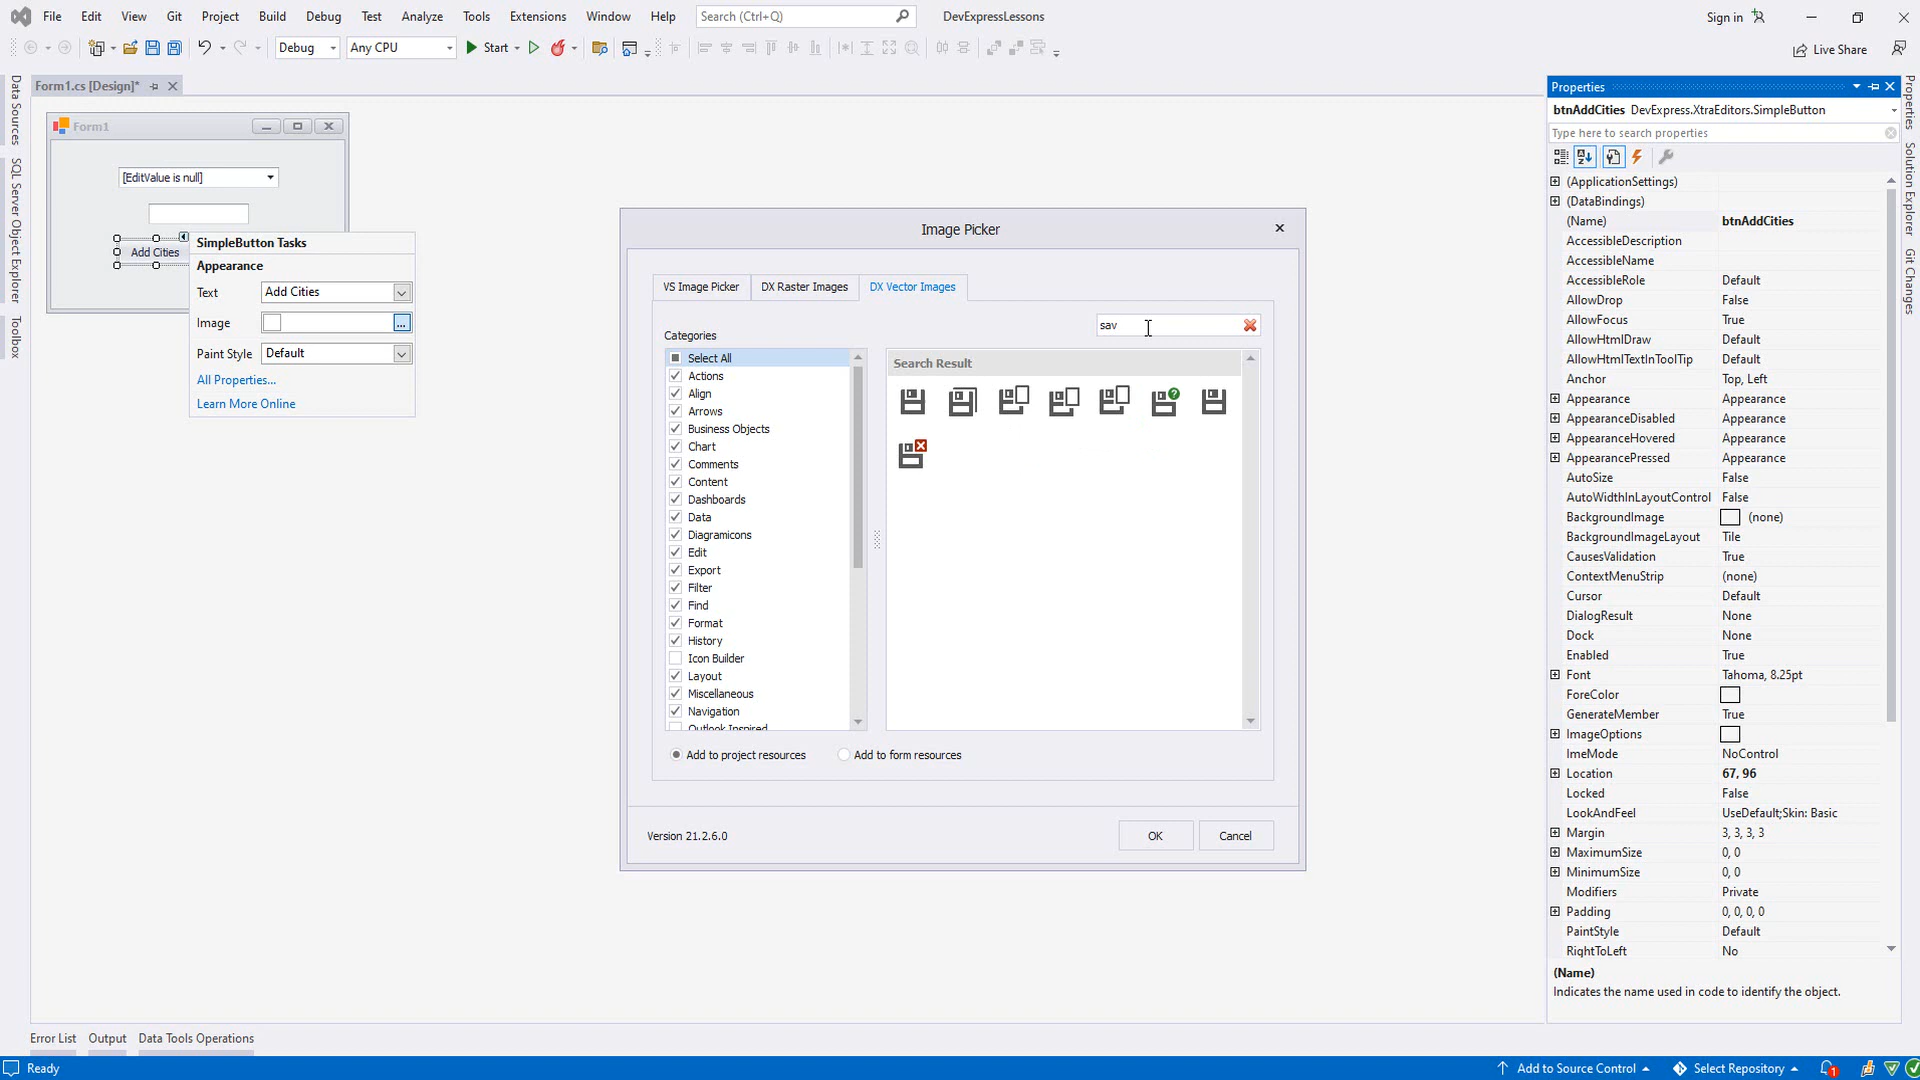 File Edit View Git Project Build Debug Test Analyze Tools Extensions Window Help Search (Ctrl+Q) DevExpressLessons Sign in
Debug Any CPU Start Live Share
Form1.cs [Design]*
Data Sources
SQL Server Object Explorer
Toolbox
Form1
[EditValue is null]
Add Cities
SimpleButton Tasks
Appearance
Text Add Cities
Image ...
Paint Style Default
All Properties...
Learn More Online
Image Picker
VS Image Picker DX Raster Images DX Vector Images
sav
Categories
Select All
Actions
Align
Arrows
Business Objects
Chart
Comments
Content
Dashboards
Data
Diagramicons
Edit
Export
Filter
Find
Format
History
Icon Builder
Layout
Miscellaneous
Navigation
Outlook Inspired
Search Result
Add to project resources Add to form resources
Version 21.2.6.0
OK Cancel
Properties
btnAddCities DevExpress.XtraEditors.SimpleButton
Type here to search properties
(ApplicationSettings)
(DataBindings)
(Name) btnAddCities
AccessibleDescription
AccessibleName
AccessibleRole Default
AllowDrop False
AllowFocus True
AllowHtmlDraw Default
AllowHtmlTextInToolTip Default
Anchor Top, Left
Appearance Appearance
AppearanceDisabled Appearance
AppearanceHovered Appearance
AppearancePressed Appearance
AutoSize False
AutoWidthInLayoutControl False
BackgroundImage (none)
BackgroundImageLayout Tile
CausesValidation True
ContextMenuStrip (none)
Cursor Default
DialogResult None
Dock None
Enabled True
Font Tahoma, 8.25pt
ForeColor
GenerateMember True
ImageOptions
ImeMode NoControl
Location 67, 96
Locked False
LookAndFeel UseDefault;Skin: Basic
Margin 3, 3, 3, 3
MaximumSize 0, 0
MinimumSize 0, 0
Modifiers Private
Padding 0, 0, 0, 0
PaintStyle Default
RightToLeft No
(Name)
Indicates the name used in code to identify the object.
Properties
Solution Explorer
Git Changes
Error List Output Data Tools Operations
Ready Add to Source Control Select Repository 1